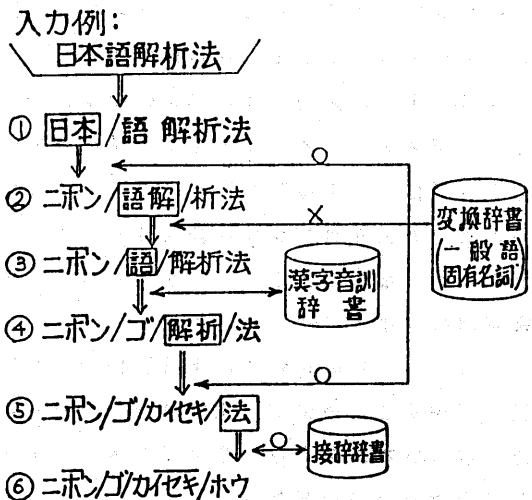 入力例：
日本語解析法
① 日本/語 解析法
○
② ニホン/語解/析法
×
変換辞書
(一般語
固有名詞)
③ ニホン/語/解析法
漢字音訓
辞書
④ ニホン/ゴ/解析/法
○
⑤ ニホン/ゴ/カイセキ/法
○
接辞辞書
⑥ ニホン/ゴ/カイセキ/ホウ